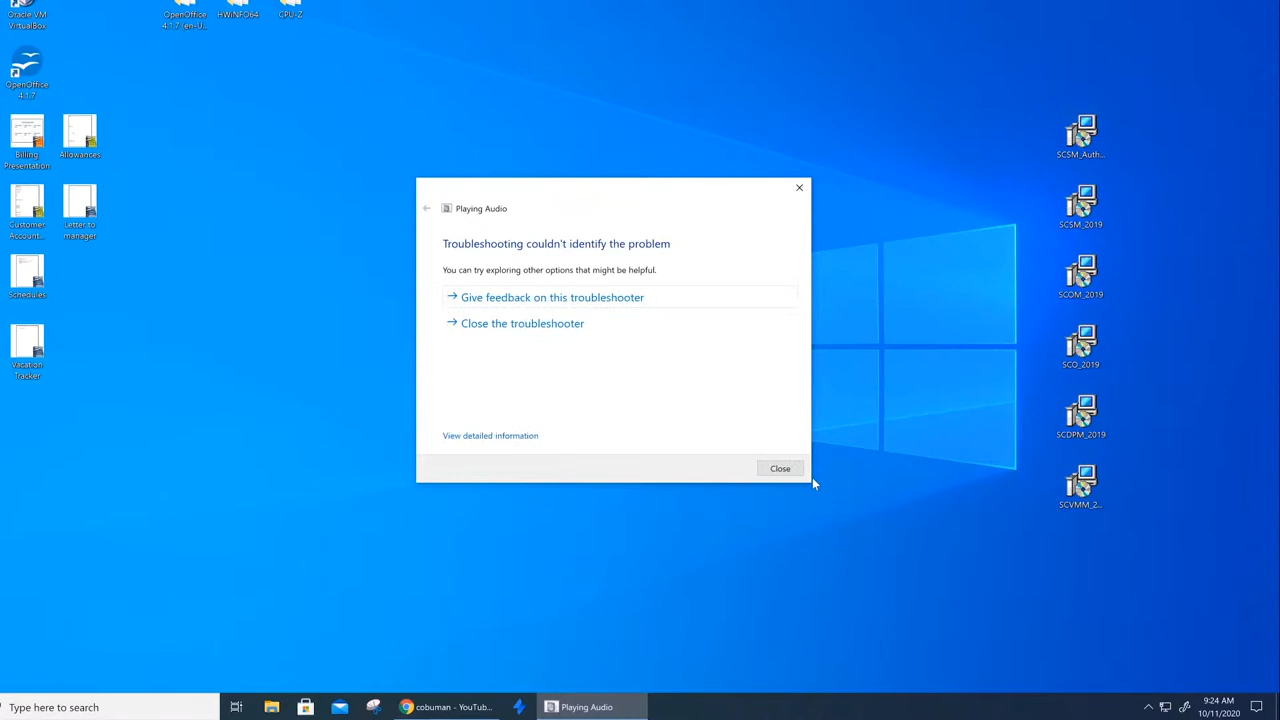 Oracle VM
VirtualBox
OpenOffice
4.1.7 (en-U...
HWiNFO64
CPU-Z
OpenOffice
4.1.7
Billing
Presentation
Allowances
Customer
Accoun...
Letter to
manager
Schedules
Vacation
Tracker
Playing Audio
Troubleshooting couldn't identify the problem
You can try exploring other options that might be helpful.
Give feedback on this troubleshooter
Close the troubleshooter
View detailed information
Close
SCSM_Auth...
SCSM_2019
SCOM_2019
SCO_2019
SCDPM_2019
SCVMM_2...
Type here to search
cobuman - YouTub...
Playing Audio
9:24 AM
10/11/2020